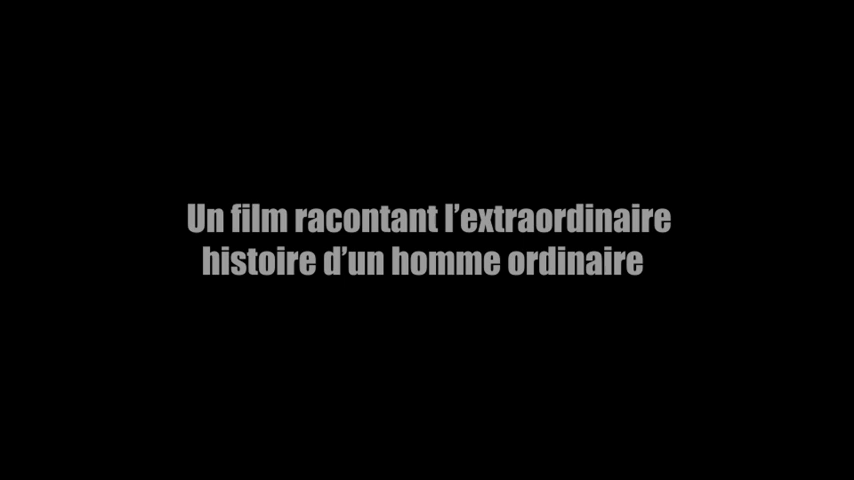 Un film racontant l’extraordinaire
histoire d’un homme ordinaire